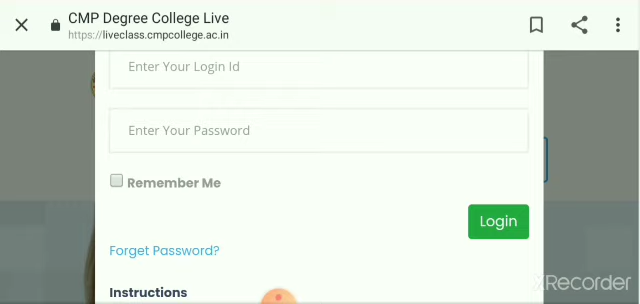 CMP Degree College Live
https://liveclass.cmpcollege.ac.in
Enter Your Login Id
Enter Your Password
Remember Me
Login
Forget Password?
Instructions
Recorder